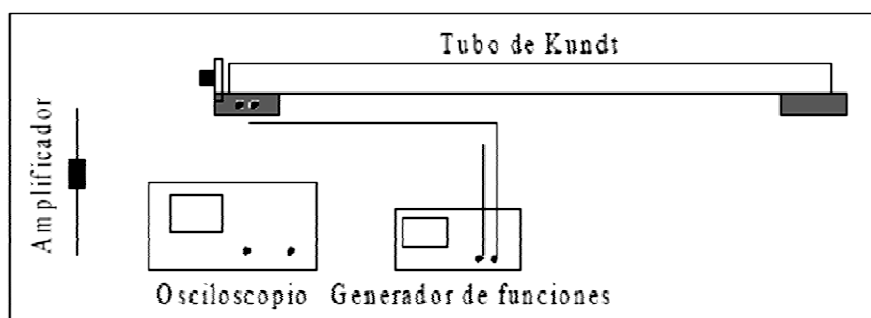 Tubo de Kundt
Amplificador
Osciloscopio
Generador de funciones